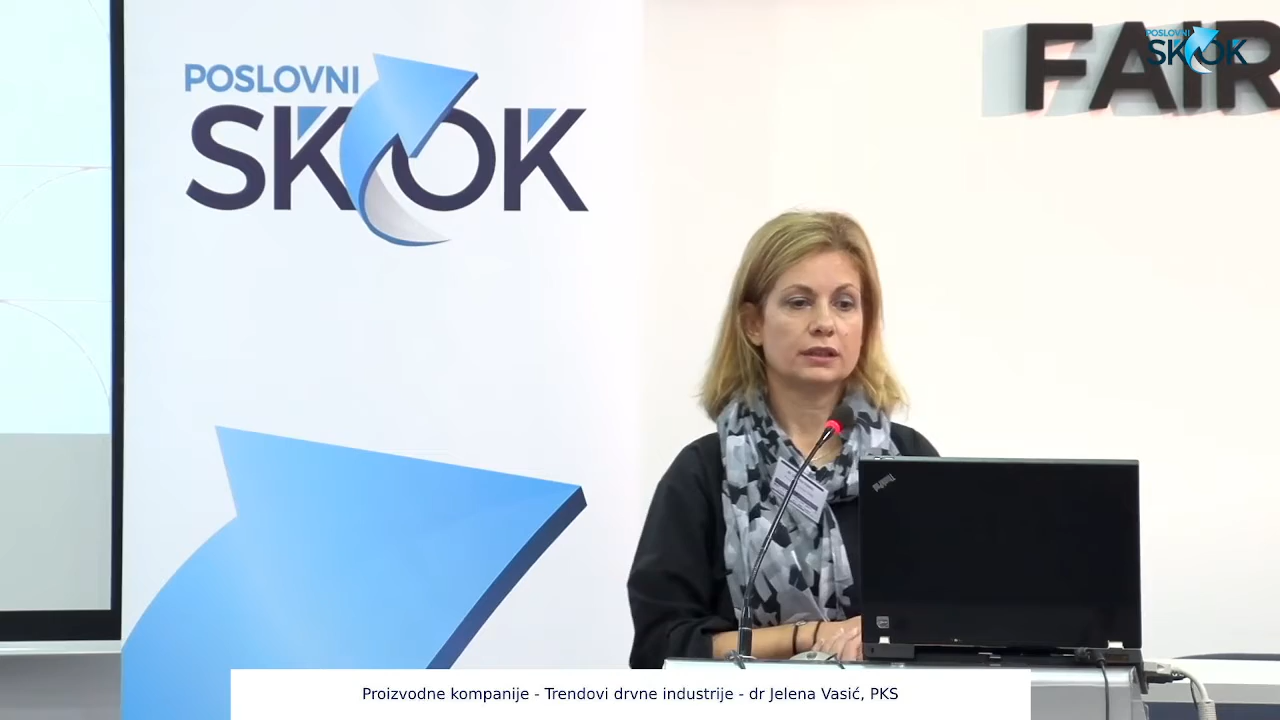 POSLOVNI
SKOK
FAIR
POSLOVNI
SKOK
ThinkPad
Proizvodne kompanije - Trendovi drvne industrije - dr Jelena Vasić, PKS